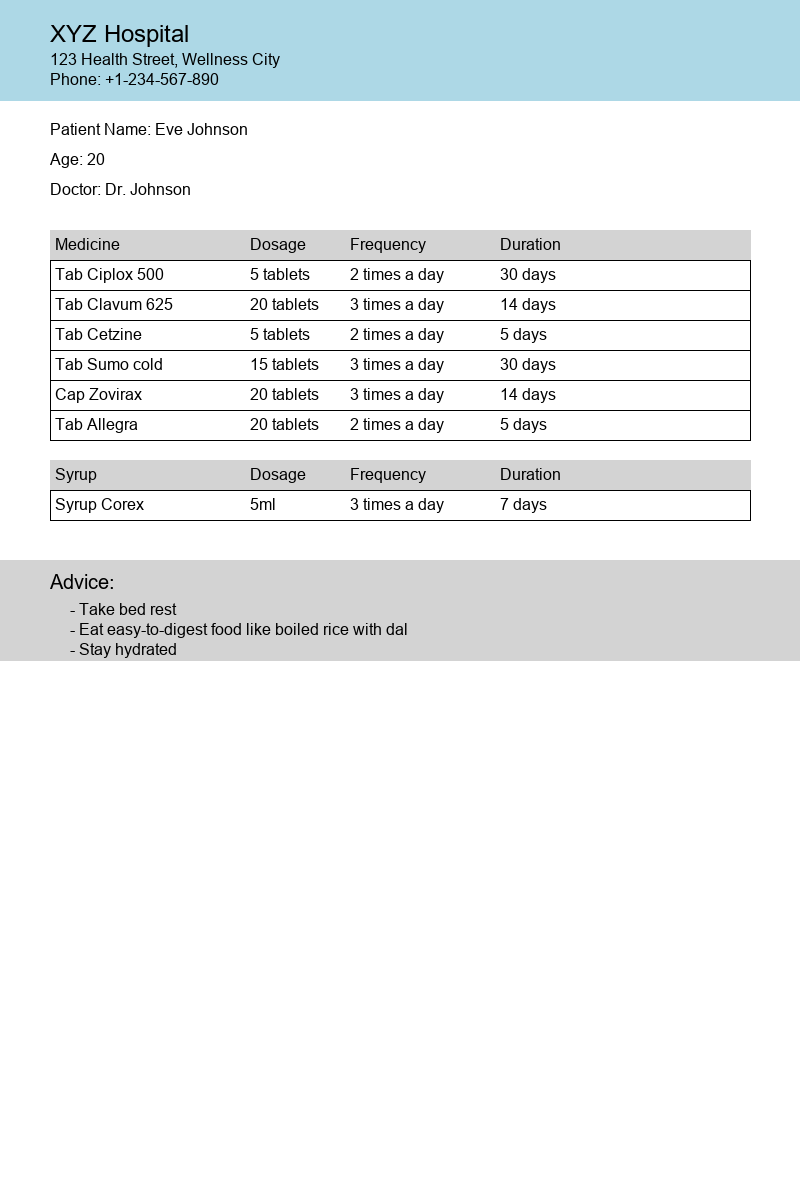 XYZ Hospital
123 Health Street, Wellness City
Phone: +1-234-567-890
Patient Name: Eve Johnson
Age: 20
Doctor: Dr. Johnson
Medicine Dosage Frequency Duration
Tab Ciplox 500 5 tablets 2 times a day 30 days
Tab Clavum 625 20 tablets 3 times a day 14 days
Tab Cetzine 5 tablets 2 times a day 5 days
Tab Sumo cold 15 tablets 3 times a day 30 days
Cap Zovirax 20 tablets 3 times a day 14 days
Tab Allegra 20 tablets 2 times a day 5 days
Syrup Dosage Frequency Duration
Syrup Corex 5ml 3 times a day 7 days
Advice:
- Take bed rest
- Eat easy-to-digest food like boiled rice with dal
- Stay hydrated